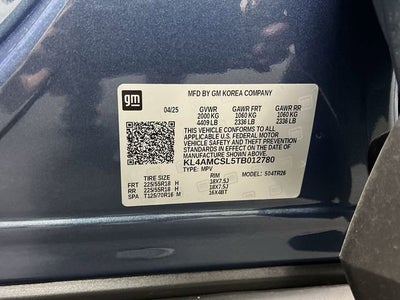 gm
MFD BY GM KOREA COMPANY
04/25 GVWR GAWR FRT GAWR RR
2000 KG 1060 KG 1060 KG
4409 LB 2336 LB 2336 LB
THIS VEHICLE CONFORMS TO ALL
APPLICABLE U.S. FEDERAL MOTOR
VEHICLE SAFETY AND THEFT PREVENTION
STANDARDS IN EFFECT ON THE DATE
OF MANUFACTURE SHOWN ABOVE.
KL4AMCSL5TB012780
TYPE: MPV MODEL: 504TR26
RIM
FRT 225/55R18 H 18X7.5J
RR 225/55R18 H 18X7.5J
SPA T125/70R16 M 16X4BT